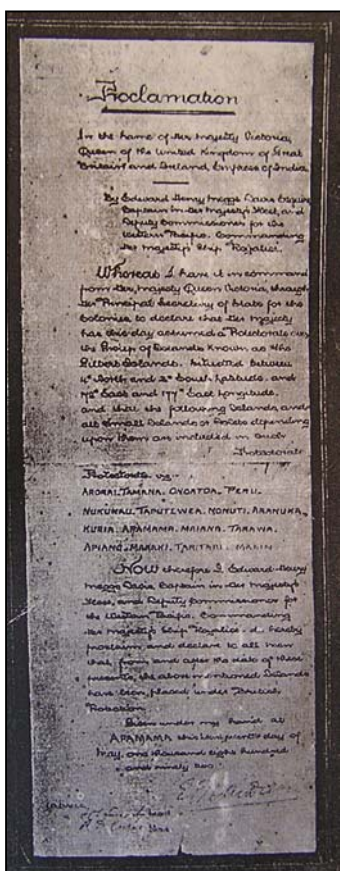 Proclamation
In the Name of Her Majesty Victoria,
Queen of the United Kingdom of Great
Britain and Ireland Empress of India.
By Edward Henry Meggs Davis Esquire
Captain in Her Majesty's Fleet, and
Deputy Commissioner for the
Western Pacific. Commanding
Her Majesty's Ship "Royalist".
Whereas I have it in command
from Her Majesty Queen Victoria, through
Her Principal Secretary of State for the
Colonies to declare that Her Majesty
has this day assumed a Protectorate over
the Group of Islands known as the
Gilbert Islands. Situated between
4° North and 3° South Latitude. and
172° East and 177° East Longitude.
and that the following Islands, and
all Small Islands or Islets depending
upon them are included in such
Protectorate
Protectorate viz:-
ARORAI. TAMANA. ONOATOA. PERU.
NUKUNAU. TAPUTEWEA. NONUTI. ARANUKA.
KURIA. APAMAMA. MAIANA. TARAWA.
APIANG. MARAKI. TARITARI. MAKIN
NOW therefore I Edward Henry
Meggs Davis Captain in Her Majesty's
Fleet, and Deputy Commissioner for
the Western Pacific. Commanding
Her Majesty's Ship "Royalist" do hereby
proclaim, and declare to all men
that, from and after the date of these
presents, the above mentioned Islands
have been placed under British
Protection.
Given under my hand at
APAMAMA this day of
May, one thousand eight hundred
and ninety two.